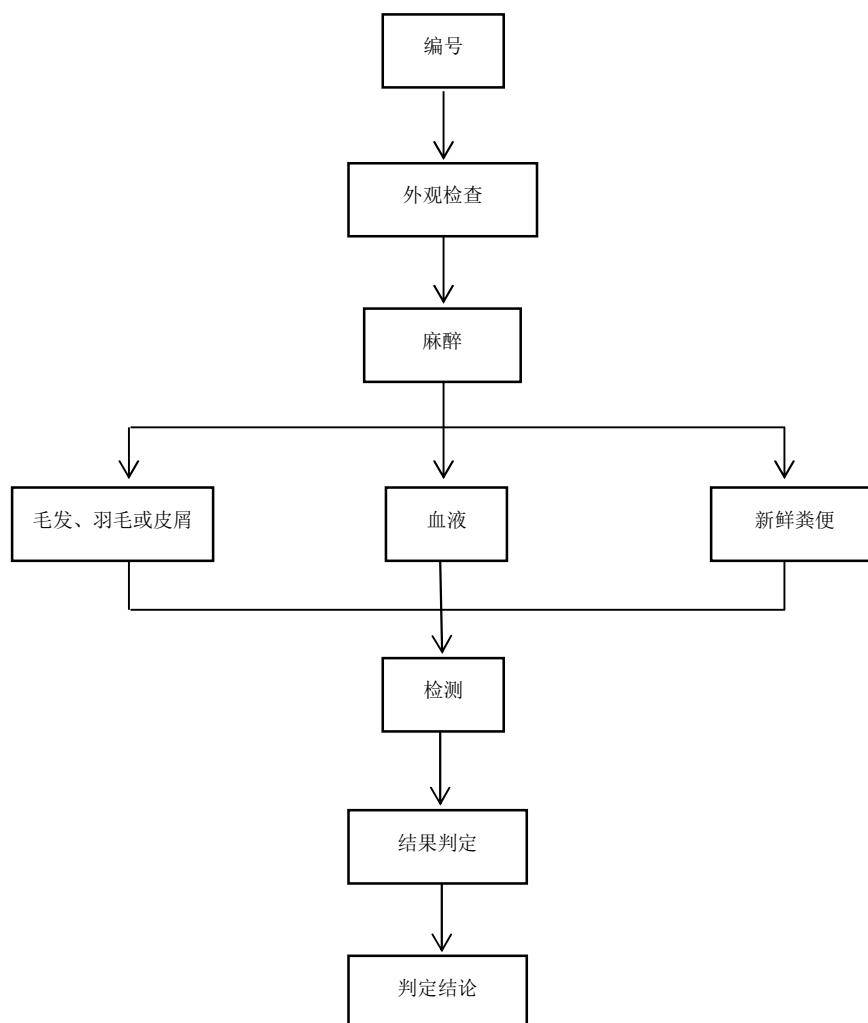 编号
外观检查
麻醉
毛发、羽毛或皮屑
血液
新鲜粪便
检测
结果判定
判定结论